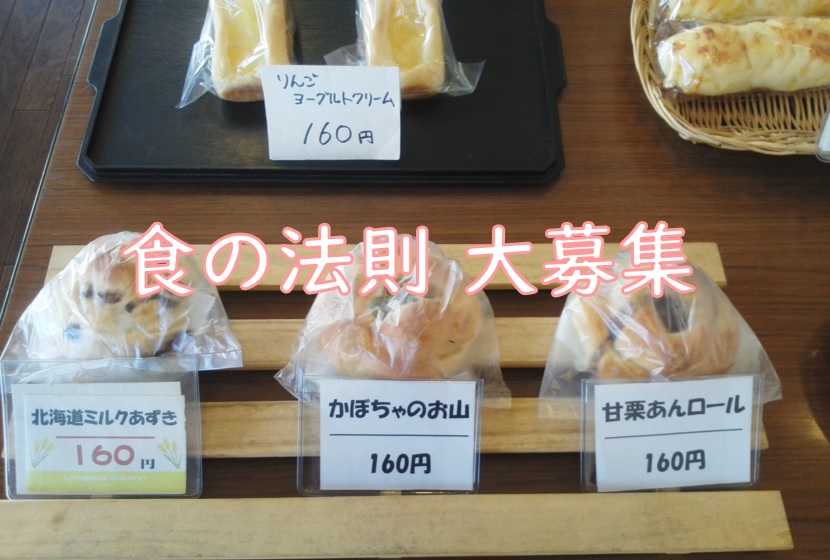 りんご
ヨーグルトクリーム
160円
食の法則 大募集
北海道ミルクあずき
160円
かぼちゃのお山
160円
甘栗あんロール
160円